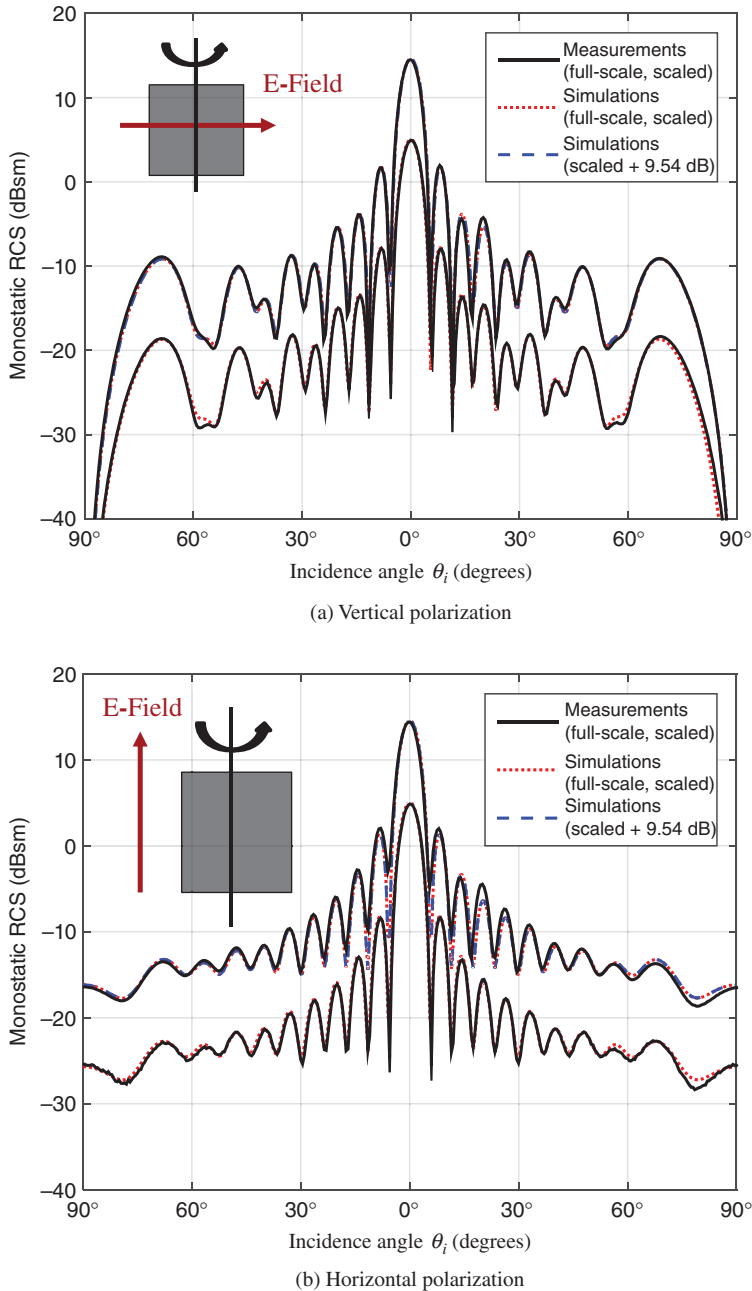 20
10
0
−10
−20
−30
−40
Monostatic RCS (dBsm)
E-Field
Measurements
(full-scale, scaled)
Simulations
(full-scale, scaled)
Simulations
(scaled + 9.54 dB)
90° 60° 30° 0° 30° 60° 90°
Incidence angle θi (degrees)
(a) Vertical polarization
20
10
0
−10
−20
−30
−40
Monostatic RCS (dBsm)
E-Field
Measurements
(full-scale, scaled)
Simulations
(full-scale, scaled)
Simulations
(scaled + 9.54 dB)
90° 60° 30° 0° 30° 60° 90°
Incidence angle θi (degrees)
(b) Horizontal polarization